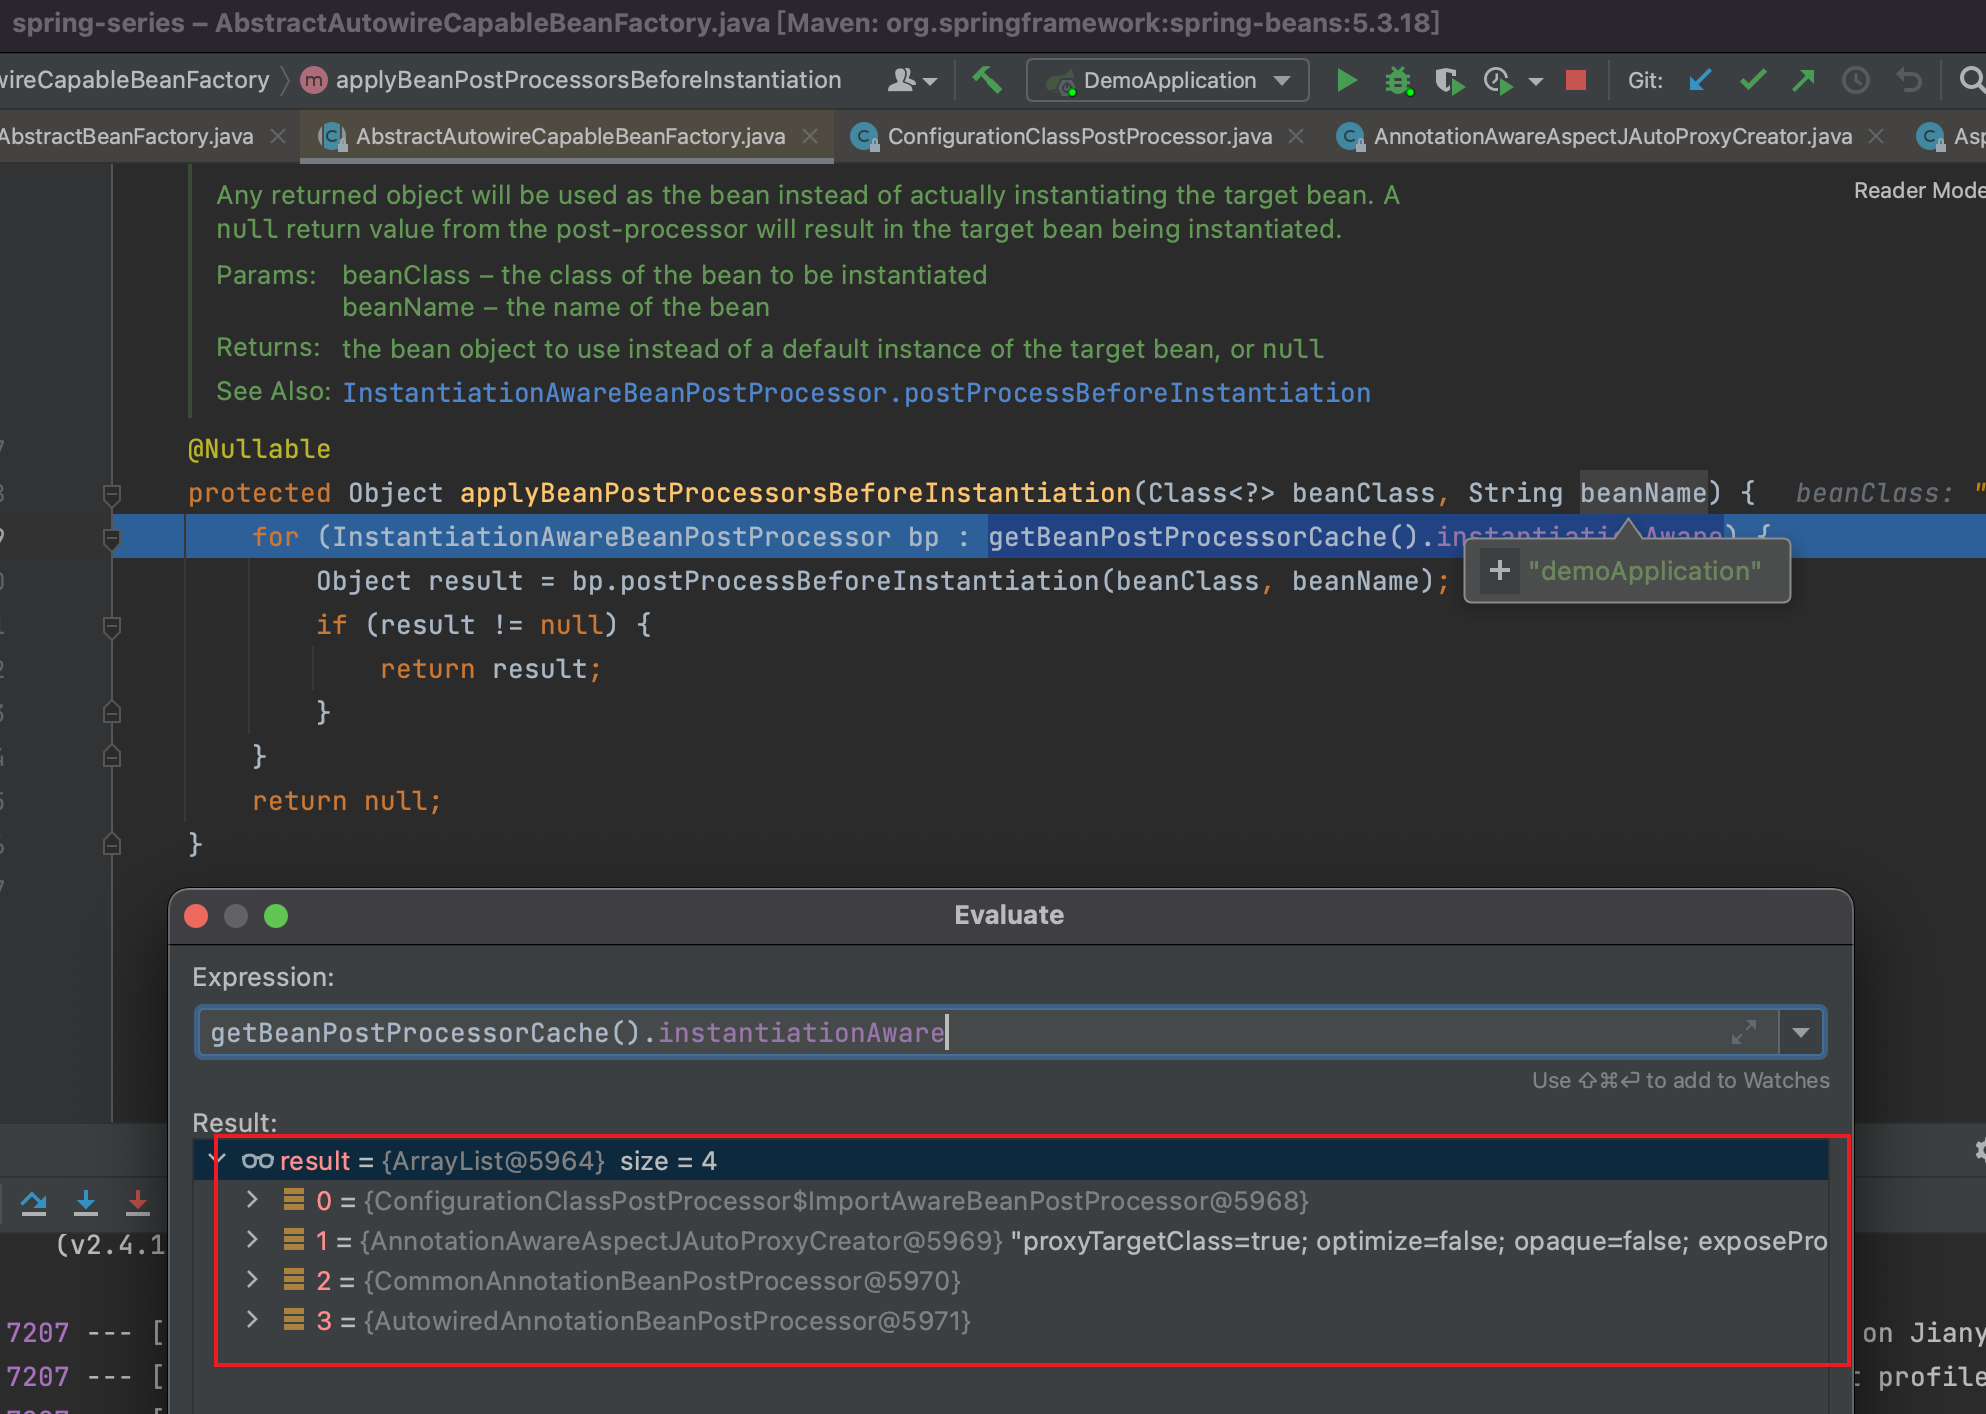 spring-series – AbstractAutowireCapableBeanFactory.java [Maven: org.springframework:spring-beans:5.3.18]
wireCapableBeanFactory 〉 m applyBeanPostProcessorsBeforeInstantiation DemoApplication Git:
AbstractBeanFactory.java AbstractAutowireCapableBeanFactory.java ConfigurationClassPostProcessor.java AnnotationAwareAspectJAutoProxyCreator.java Asp
Reader Mode
Any returned object will be used as the bean instead of actually instantiating the target bean. A
null return value from the post-processor will result in the target bean being instantiated.
Params: beanClass – the class of the bean to be instantiated
beanName – the name of the bean
Returns: the bean object to use instead of a default instance of the target bean, or null
See Also: InstantiationAwareBeanPostProcessor.postProcessBeforeInstantiation
@Nullable
protected Object applyBeanPostProcessorsBeforeInstantiation(Class<?> beanClass, String beanName) { beanClass: "
for (InstantiationAwareBeanPostProcessor bp : getBeanPostProcessorCache().instantiationAware) {
Object result = bp.postProcessBeforeInstantiation(beanClass, beanName);
+ "demoApplication"
if (result != null) {
return result;
}
}
return null;
}
Evaluate
Expression:
getBeanPostProcessorCache().instantiationAware
Use ⇧⌘⏎ to add to Watches
Result:
result = {ArrayList@5964} size = 4
0 = {ConfigurationClassPostProcessor$ImportAwareBeanPostProcessor@5968}
1 = {AnnotationAwareAspectJAutoProxyCreator@5969} "proxyTargetClass=true; optimize=false; opaque=false; exposePro
2 = {CommonAnnotationBeanPostProcessor@5970}
3 = {AutowiredAnnotationBeanPostProcessor@5971}
(v2.4.1
7207 --- [ on Jiany
7207 --- [ t profile